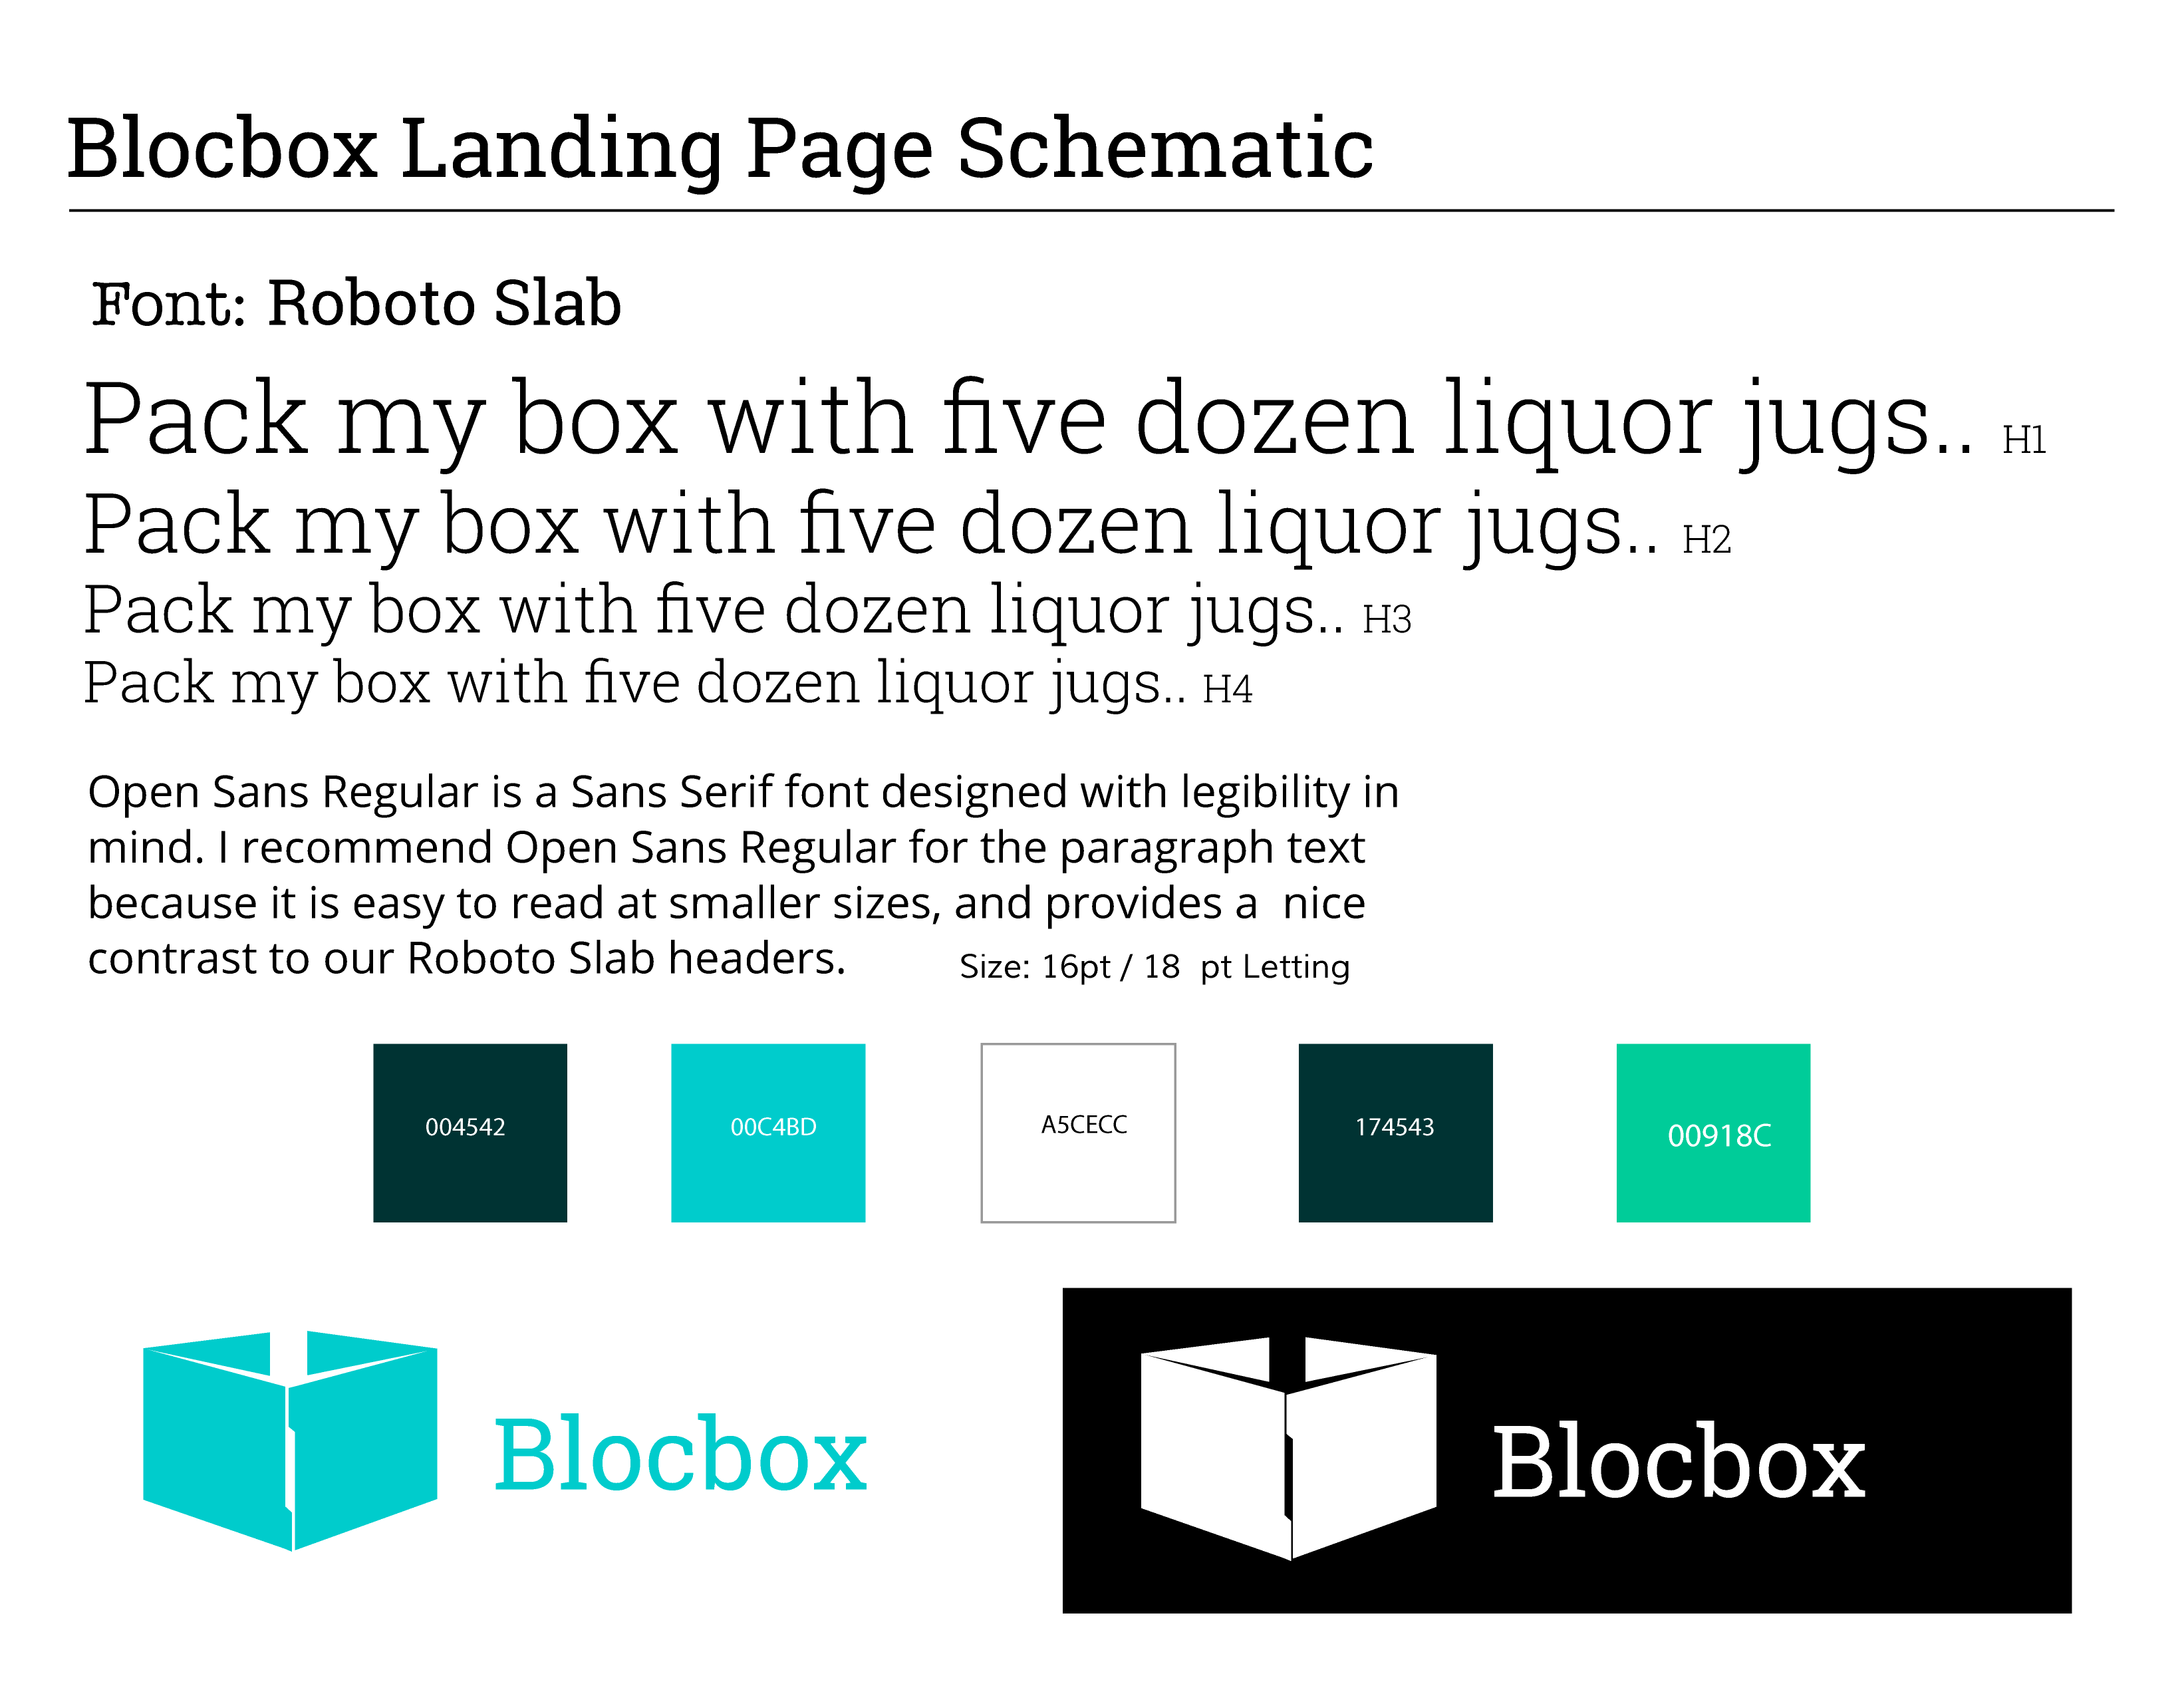 Blocbox Landing Page Schematic
Font: Roboto Slab
Pack my box with five dozen liquor jugs.. H1
Pack my box with five dozen liquor jugs.. H2
Pack my box with five dozen liquor jugs.. H3
Pack my box with five dozen liquor jugs.. H4
Open Sans Regular is a Sans Serif font designed with legibility in
mind. I recommend Open Sans Regular for the paragraph text
because it is easy to read at smaller sizes, and provides a  nice
contrast to our Roboto Slab headers.
Size: 16pt / 18  pt Letting
004542
00C4BD
A5CECC
174543
00918C
Blocbox
Blocbox